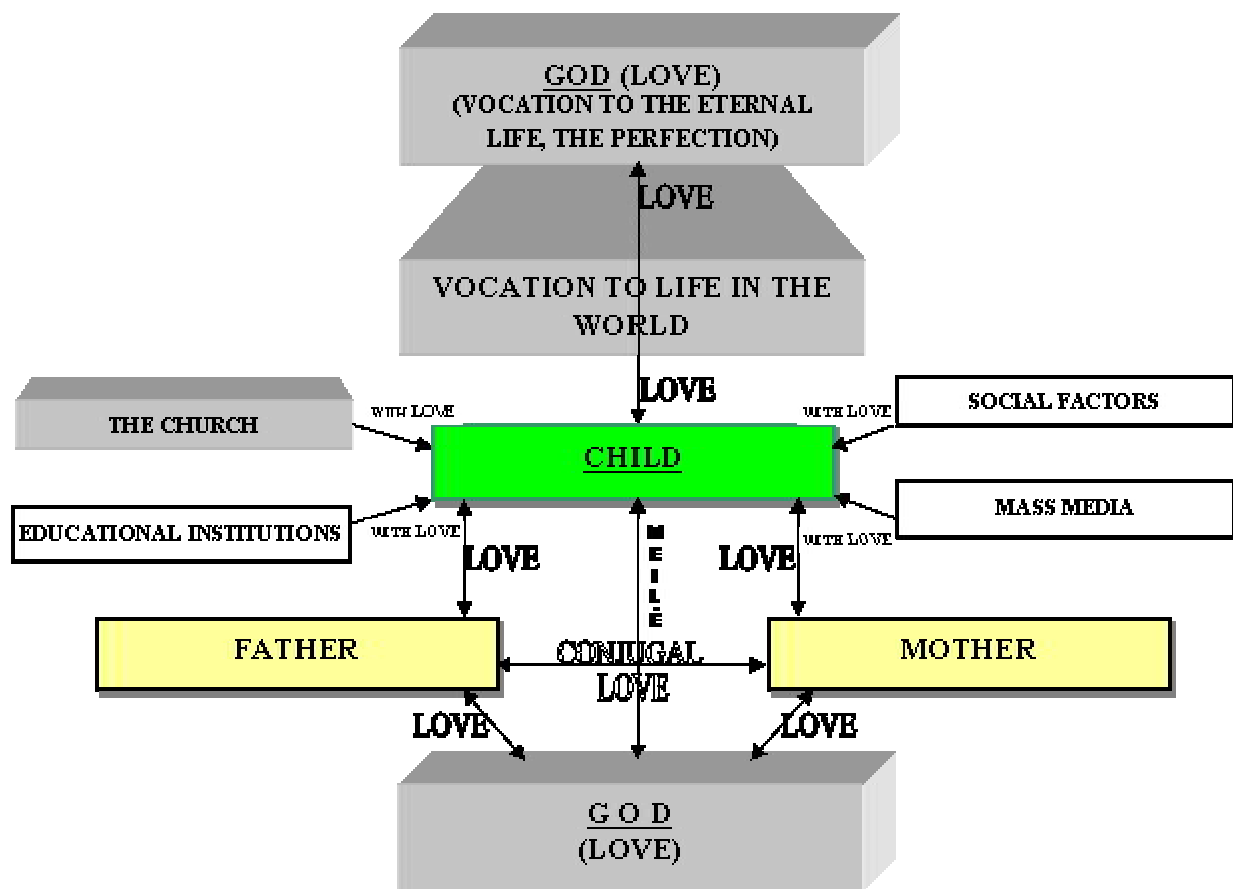 GOD (LOVE)
(VOCATION TO THE ETERNAL
LIFE, THE PERFECTION)
LOVE
VOCATION TO LIFE IN THE
WORLD
LOVE
THE CHURCH
WITH LOVE
WITH LOVE
SOCIAL FACTORS
CHILD
EDUCATIONAL INSTITUTIONS
WITH LOVE
WITH LOVE
MASS MEDIA
LOVE
MEILĖ
LOVE
FATHER
CONJUGAL
LOVE
MOTHER
LOVE
LOVE
G O D
(LOVE)